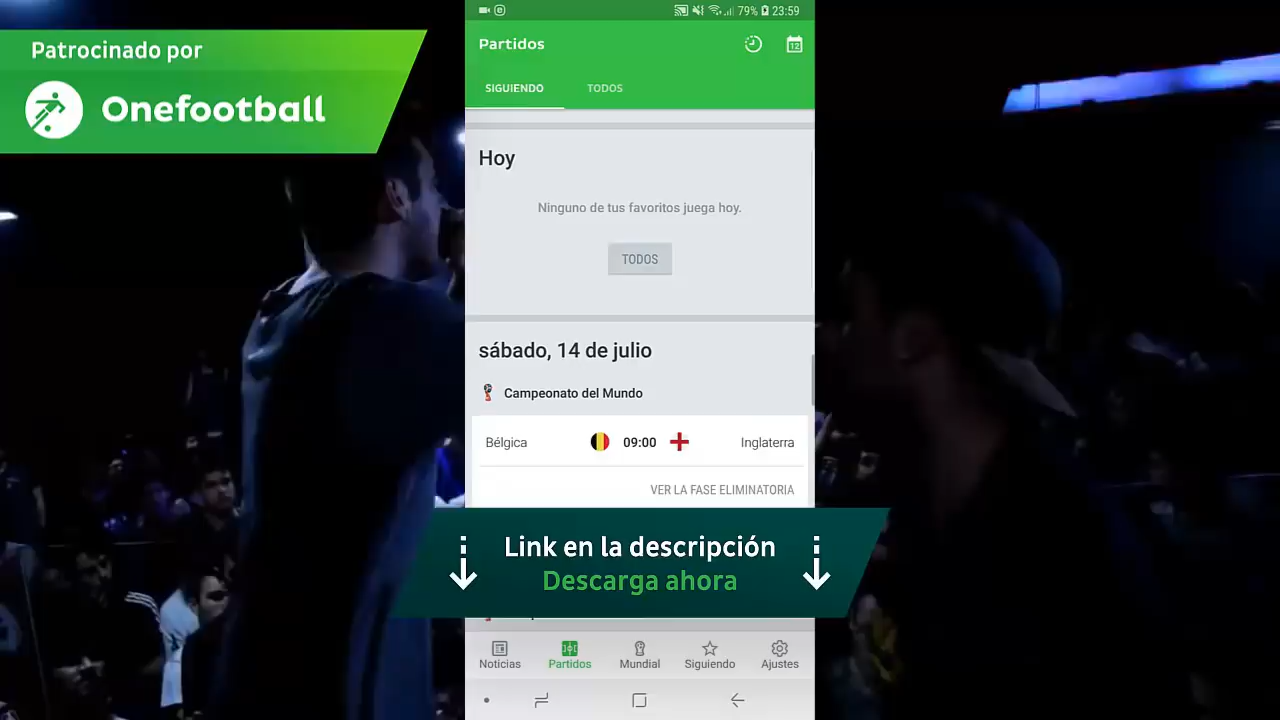 Patrocinado por
Onefootball
79% 23:59
Partidos
12
SIGUIENDO
TODOS
Hoy
Ninguno de tus favoritos juega hoy.
TODOS
sábado, 14 de julio
Campeonato del Mundo
Bélgica 09:00 Inglaterra
VER LA FASE ELIMINATORIA
Link en la descripción
Descarga ahora
Noticias Partidos Mundial Siguiendo Ajustes